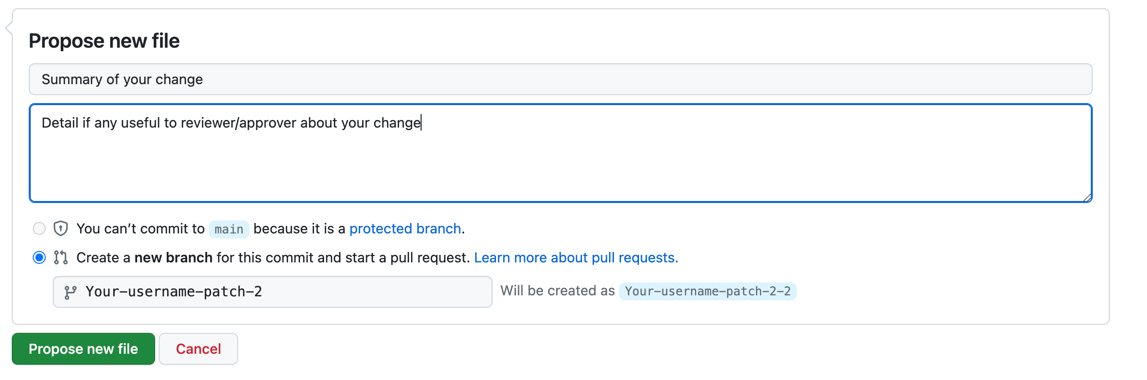 Propose new file
Summary of your change
Detail if any useful to reviewer/approver about your change
You can’t commit to main because it is a protected branch.
Create a new branch for this commit and start a pull request. Learn more about pull requests.
Your-username-patch-2 Will be created as Your-username-patch-2-2
Propose new file Cancel